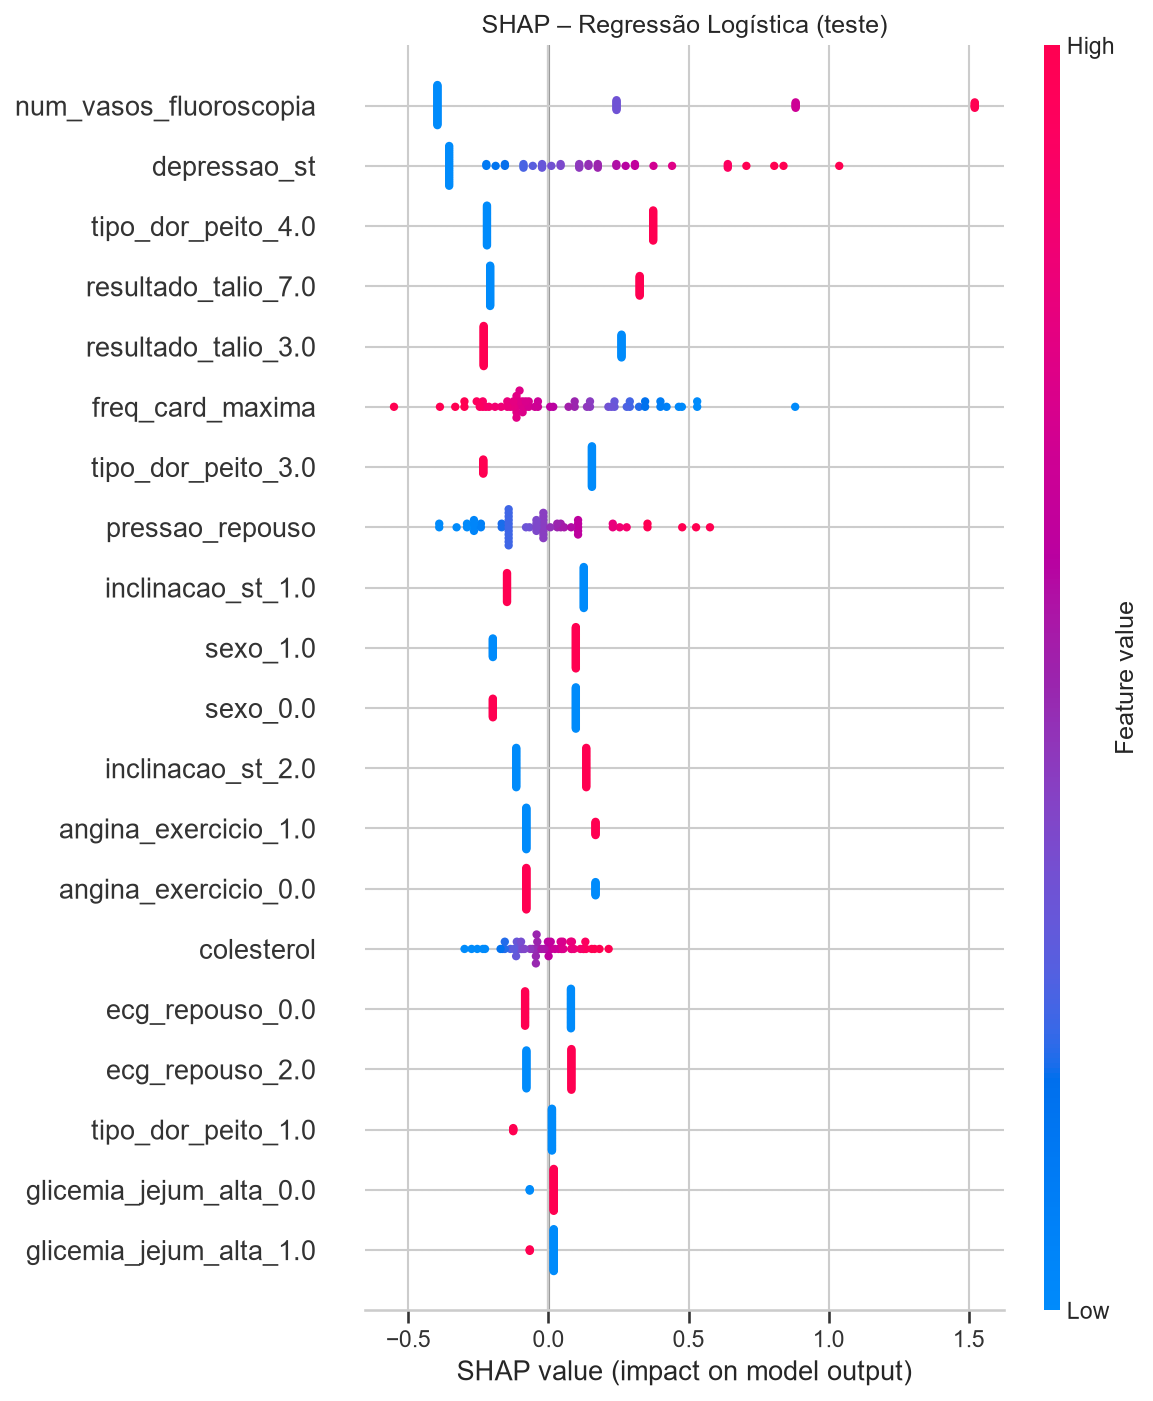 SHAP – Regressão Logística (teste)
High
num_vasos_fluoroscopia
depressao_st
tipo_dor_peito_4.0
resultado_talio_7.0
resultado_talio_3.0
freq_card_maxima
tipo_dor_peito_3.0
pressao_repouso
inclinacao_st_1.0
sexo_1.0
sexo_0.0
inclinacao_st_2.0
angina_exercicio_1.0
angina_exercicio_0.0
colesterol
ecg_repouso_0.0
ecg_repouso_2.0
tipo_dor_peito_1.0
glicemia_jejum_alta_0.0
glicemia_jejum_alta_1.0
Feature value
Low
−0.5 0.0 0.5 1.0 1.5
SHAP value (impact on model output)